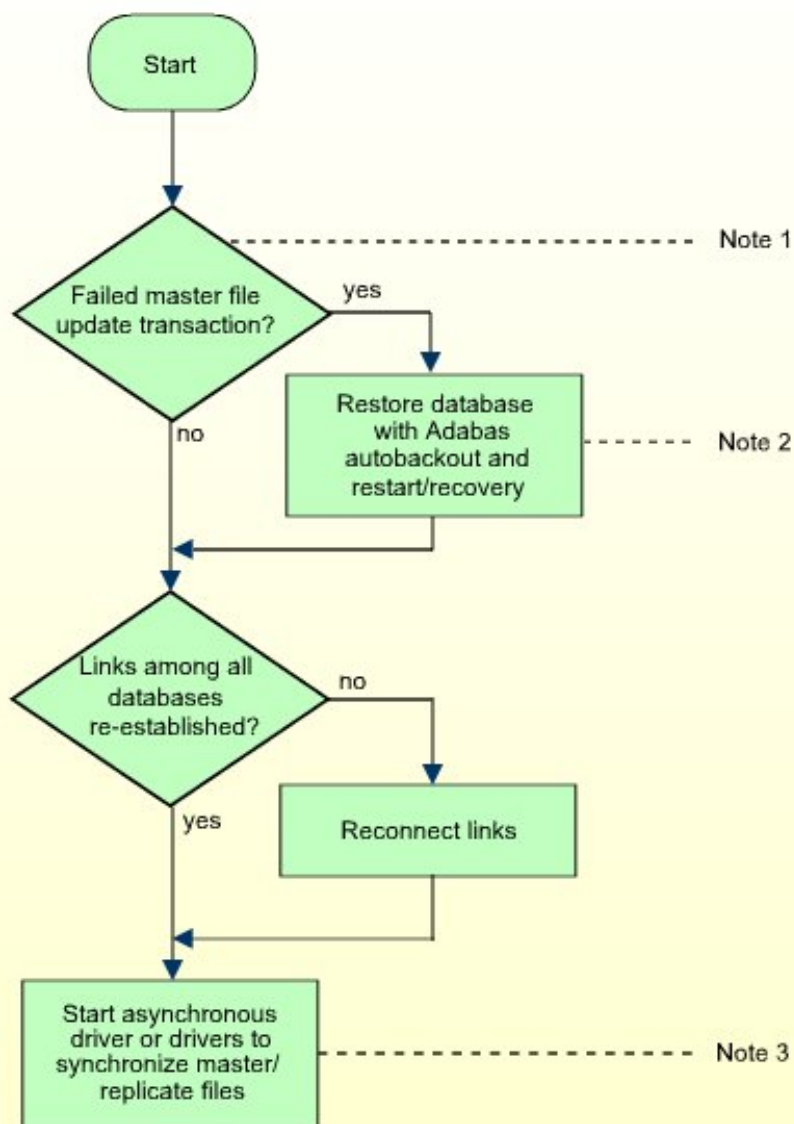 Start
Note 1
Failed master file
update transaction?
yes
no
Restore database
with Adabas
autobackout and
restart/recovery
Note 2
Links among all
databases
re-established?
no
yes
Reconnect links
Start asynchronous
driver or drivers to
synchronize master/
replicate files
Note 3